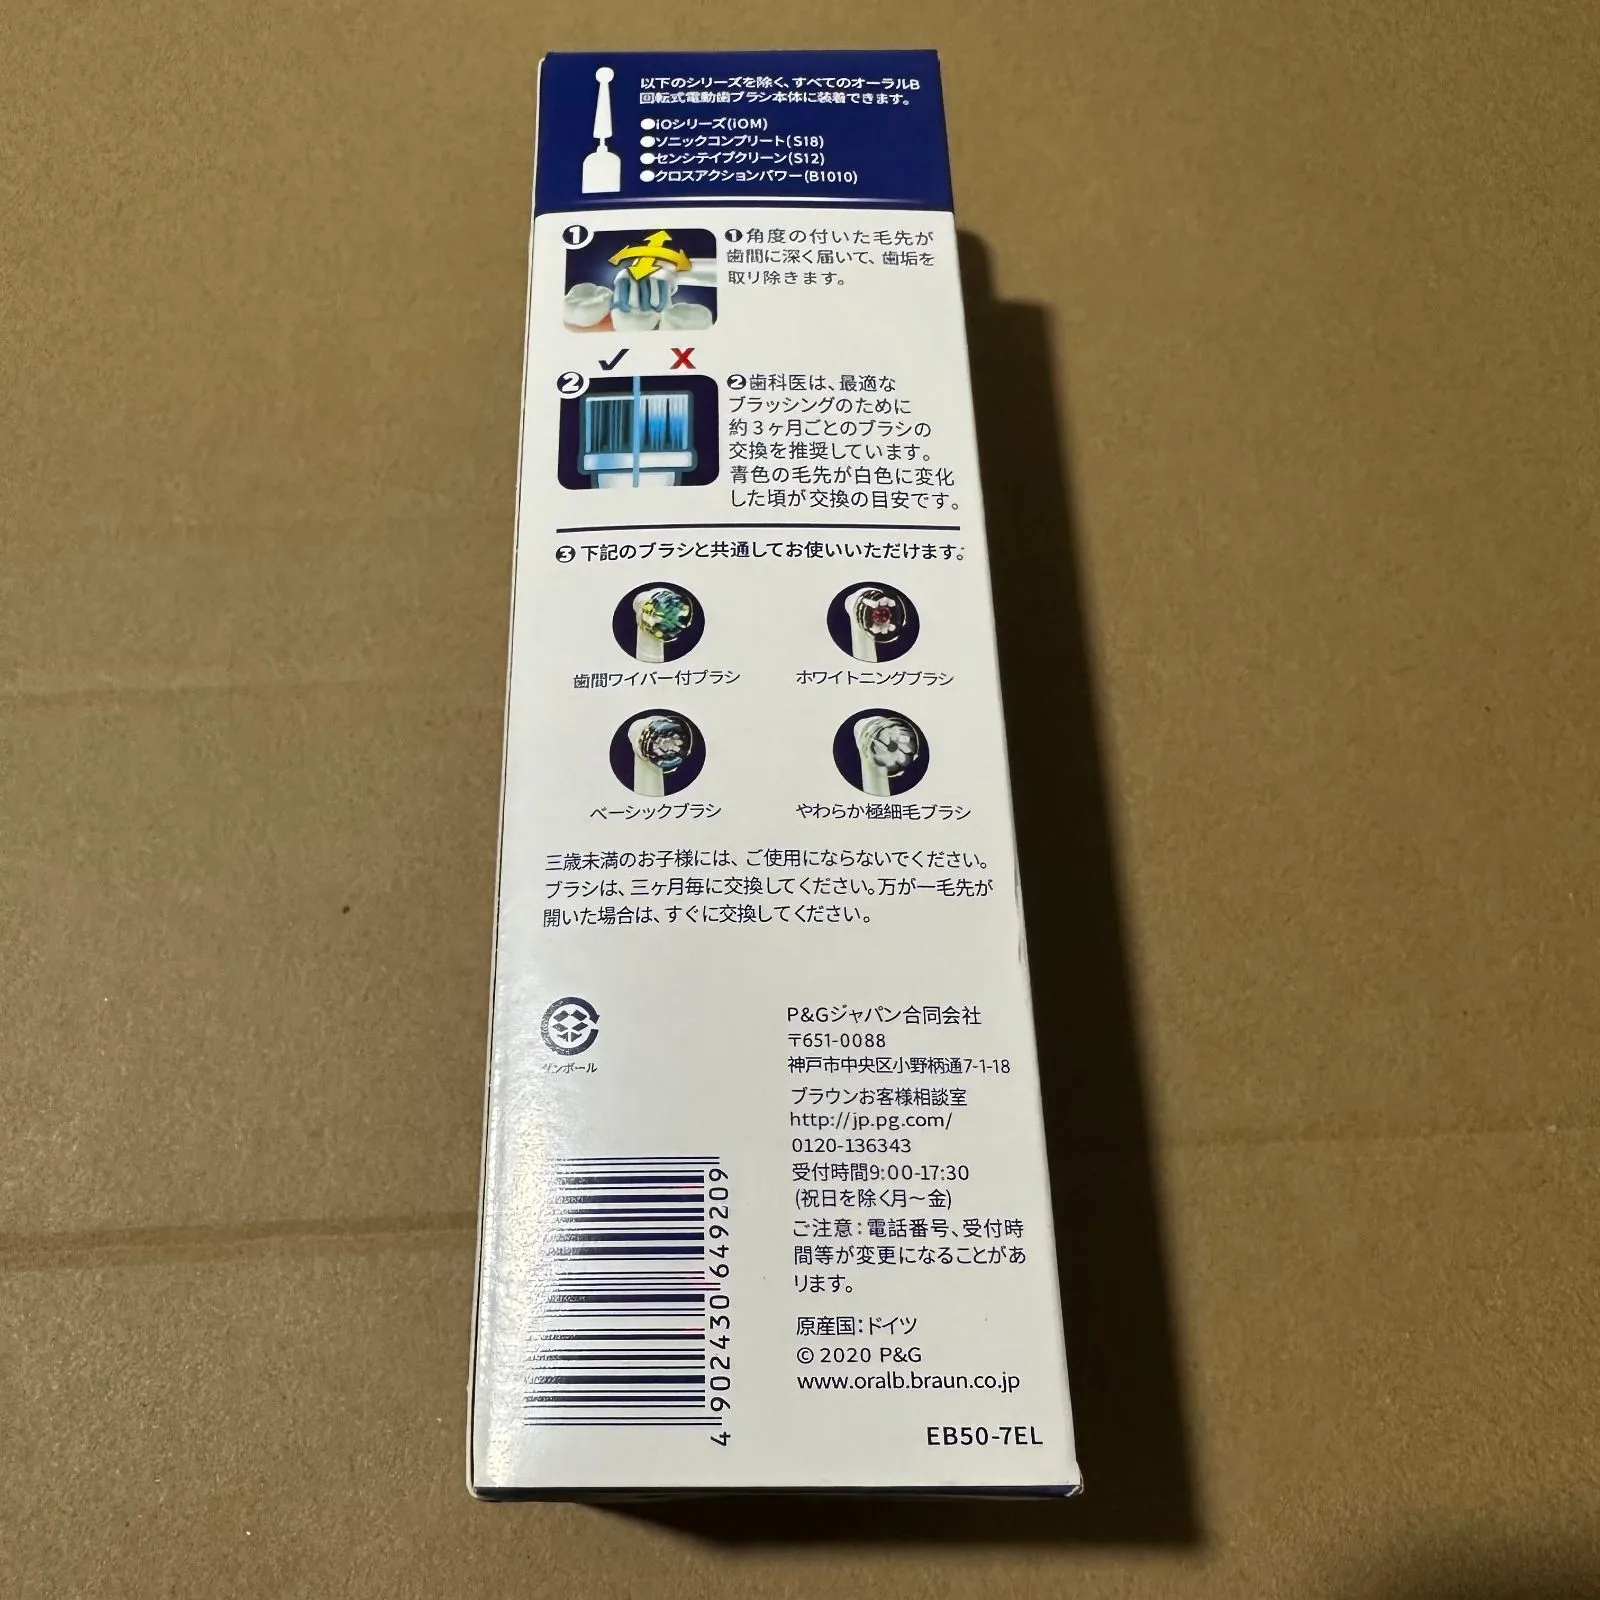 以下のシリーズを除く、すべてのオーラルB
回転式電動歯ブラシ本体に装着できます。
●iOシリーズ(iOM)
●ソニックコンプリート(S18)
●センシティブクリーン(S12)
●クロスアクションパワー(B1010)
1
❶角度の付いた毛先が
歯間に深く届いて、歯垢を
取り除きます。
✓ X
2
❷歯科医は、最適な
ブラッシングのために
約3ヶ月ごとのブラシの
交換を推奨しています。
青色の毛先が白色に変化
した頃が交換の目安です。
❸下記のブラシと共通してお使いいただけます。
歯間ワイパー付ブラシ
ホワイトニングブラシ
ベーシックブラシ
やわらか極細毛ブラシ
三歳未満のお子様には、ご使用にならないでください。
ブラシは、三ヶ月毎に交換してください。万が一毛先が
開いた場合は、すぐに交換してください。
ダンボール
P&Gジャパン合同会社
〒651-0088
神戸市中央区小野柄通7-1-18
ブラウンお客様相談室
http://jp.pg.com/
0120-136343
受付時間9:00-17:30
(祝日を除く月～金)
ご注意:電話番号、受付時
間等が変更になることがあ
ります。
原産国:ドイツ
© 2020 P&G
www.oralb.braun.co.jp
EB50-7EL
4 902430 649209